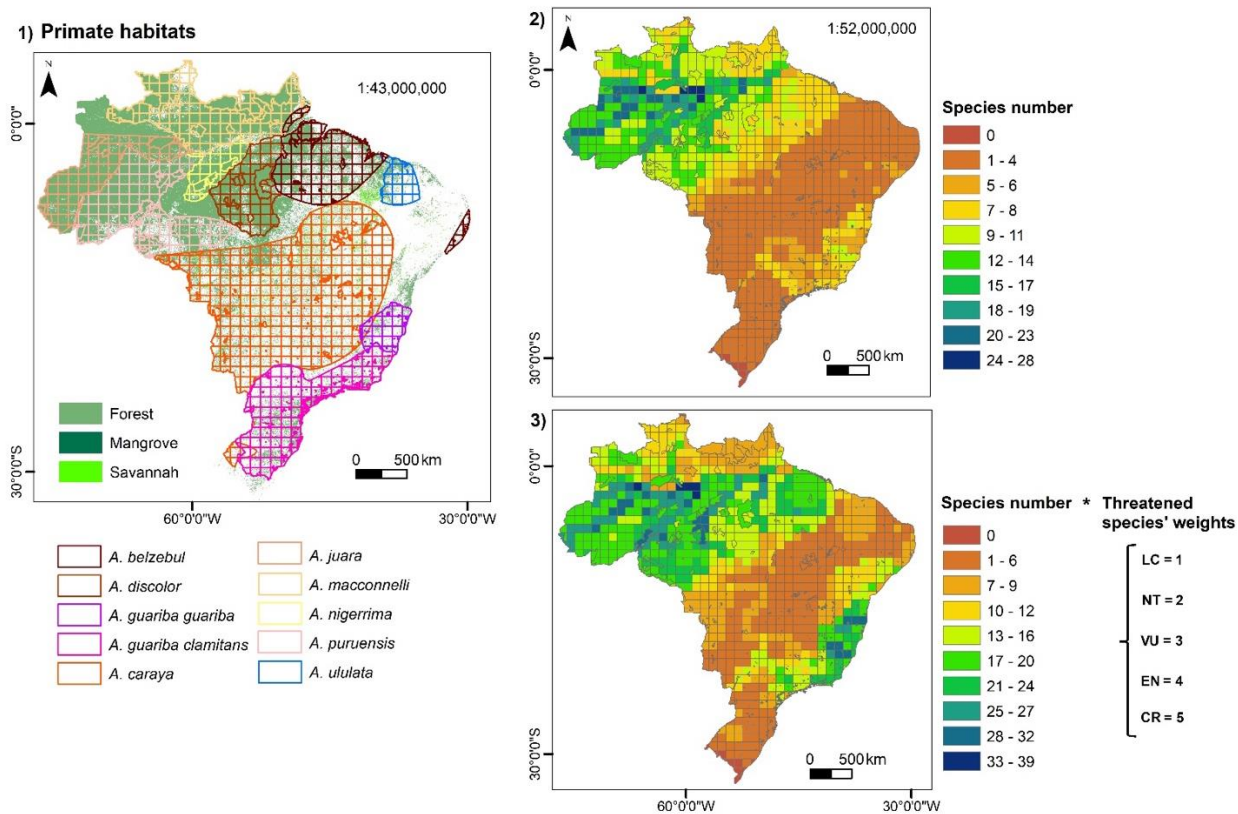 1) Primate habitats
N
1:43,000,000
0°0'0"
30°0'0"S
Forest
Mangrove
Savannah
0 500 km
60°0'0"W
30°0'0"W
A. belzebul
A. discolor
A. guariba guariba
A. guariba clamitans
A. caraya
A. juara
A. macconnelli
A. nigerrima
A. puruensis
A. ululata
2)
N
1:52,000,000
0°0'0"
30°0'0"S
0 500 km
Species number
0
1 - 4
5 - 6
7 - 8
9 - 11
12 - 14
15 - 17
18 - 19
20 - 23
24 - 28
3)
0°0'0"
30°0'0"S
0 500 km
60°0'0"W
30°0'0"W
Species number * Threatened
species' weights
0
1 - 6
7 - 9
10 - 12
13 - 16
17 - 20
21 - 24
25 - 27
28 - 32
33 - 39
LC = 1
NT = 2
VU = 3
EN = 4
CR = 5